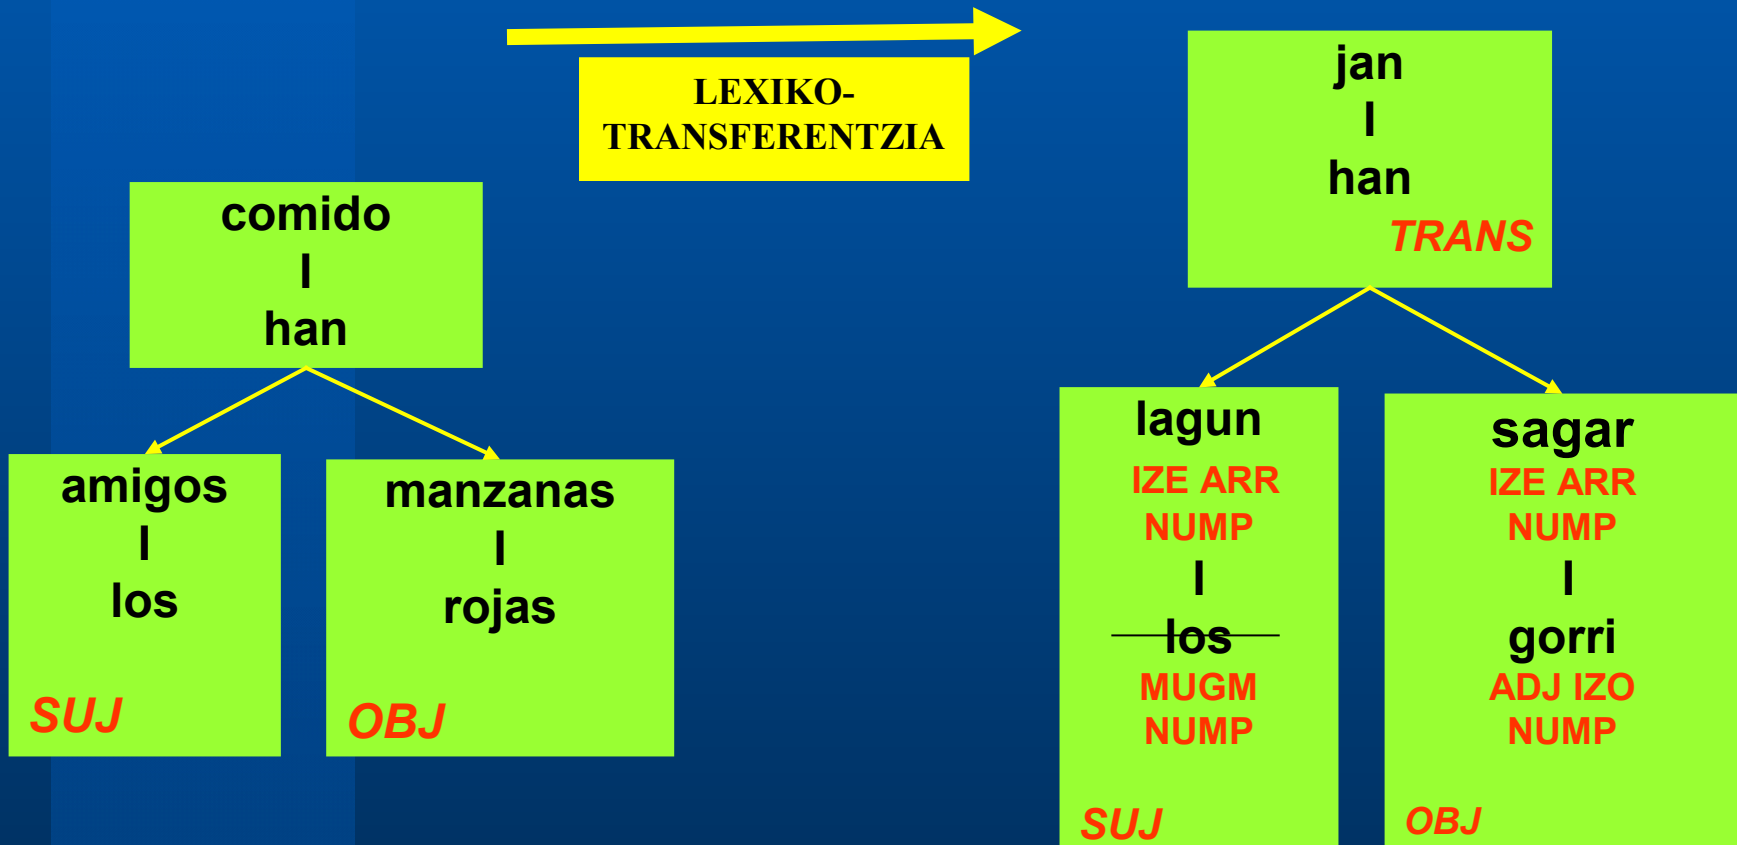 LEXIKO-
TRANSFERENTZIA
comido
I
han
amigos
I
los
SUJ
manzanas
I
rojas
OBJ
jan
I
han
TRANS
lagun
IZE ARR
NUMP
I
los
MUGM
NUMP
SUJ
sagar
IZE ARR
NUMP
I
gorri
ADJ IZO
NUMP
OBJ